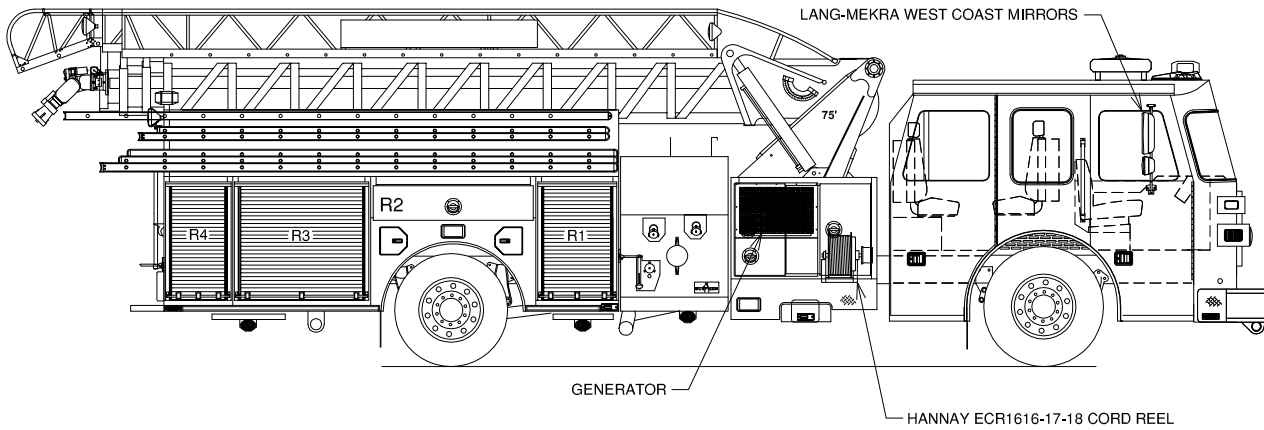 LANG-MEKRA WEST COAST MIRRORS
75'
R2
R4
R3
R1
GENERATOR
HANNAY ECR1616-17-18 CORD REEL